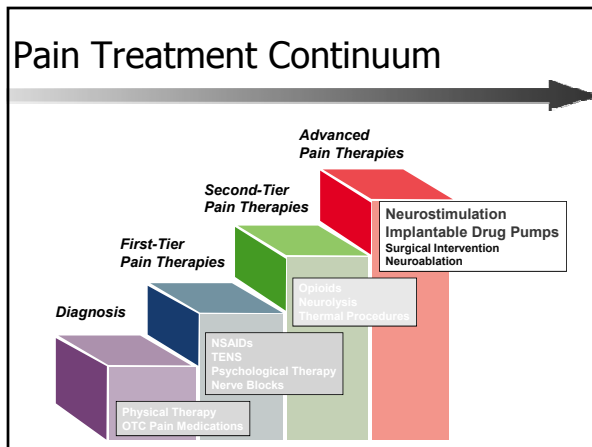 Pain Treatment Continuum
Advanced
Pain Therapies
Second-Tier
Pain Therapies
First-Tier
Pain Therapies
Diagnosis
Neurostimulation
Implantable Drug Pumps
Surgical Intervention
Neuroablation
Opioids
Neurolysis
Thermal Procedures
NSAIDs
TENS
Psychological Therapy
Nerve Blocks
Physical Therapy
OTC Pain Medications